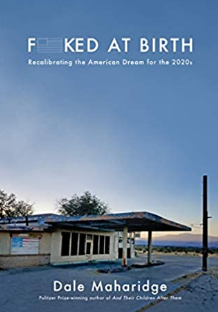 F KED AT BIRTH
Recalibrating the American Dream for the 2020s
Dale Maharidge
Pulitzer Prize-winning author of And Their Children After Them